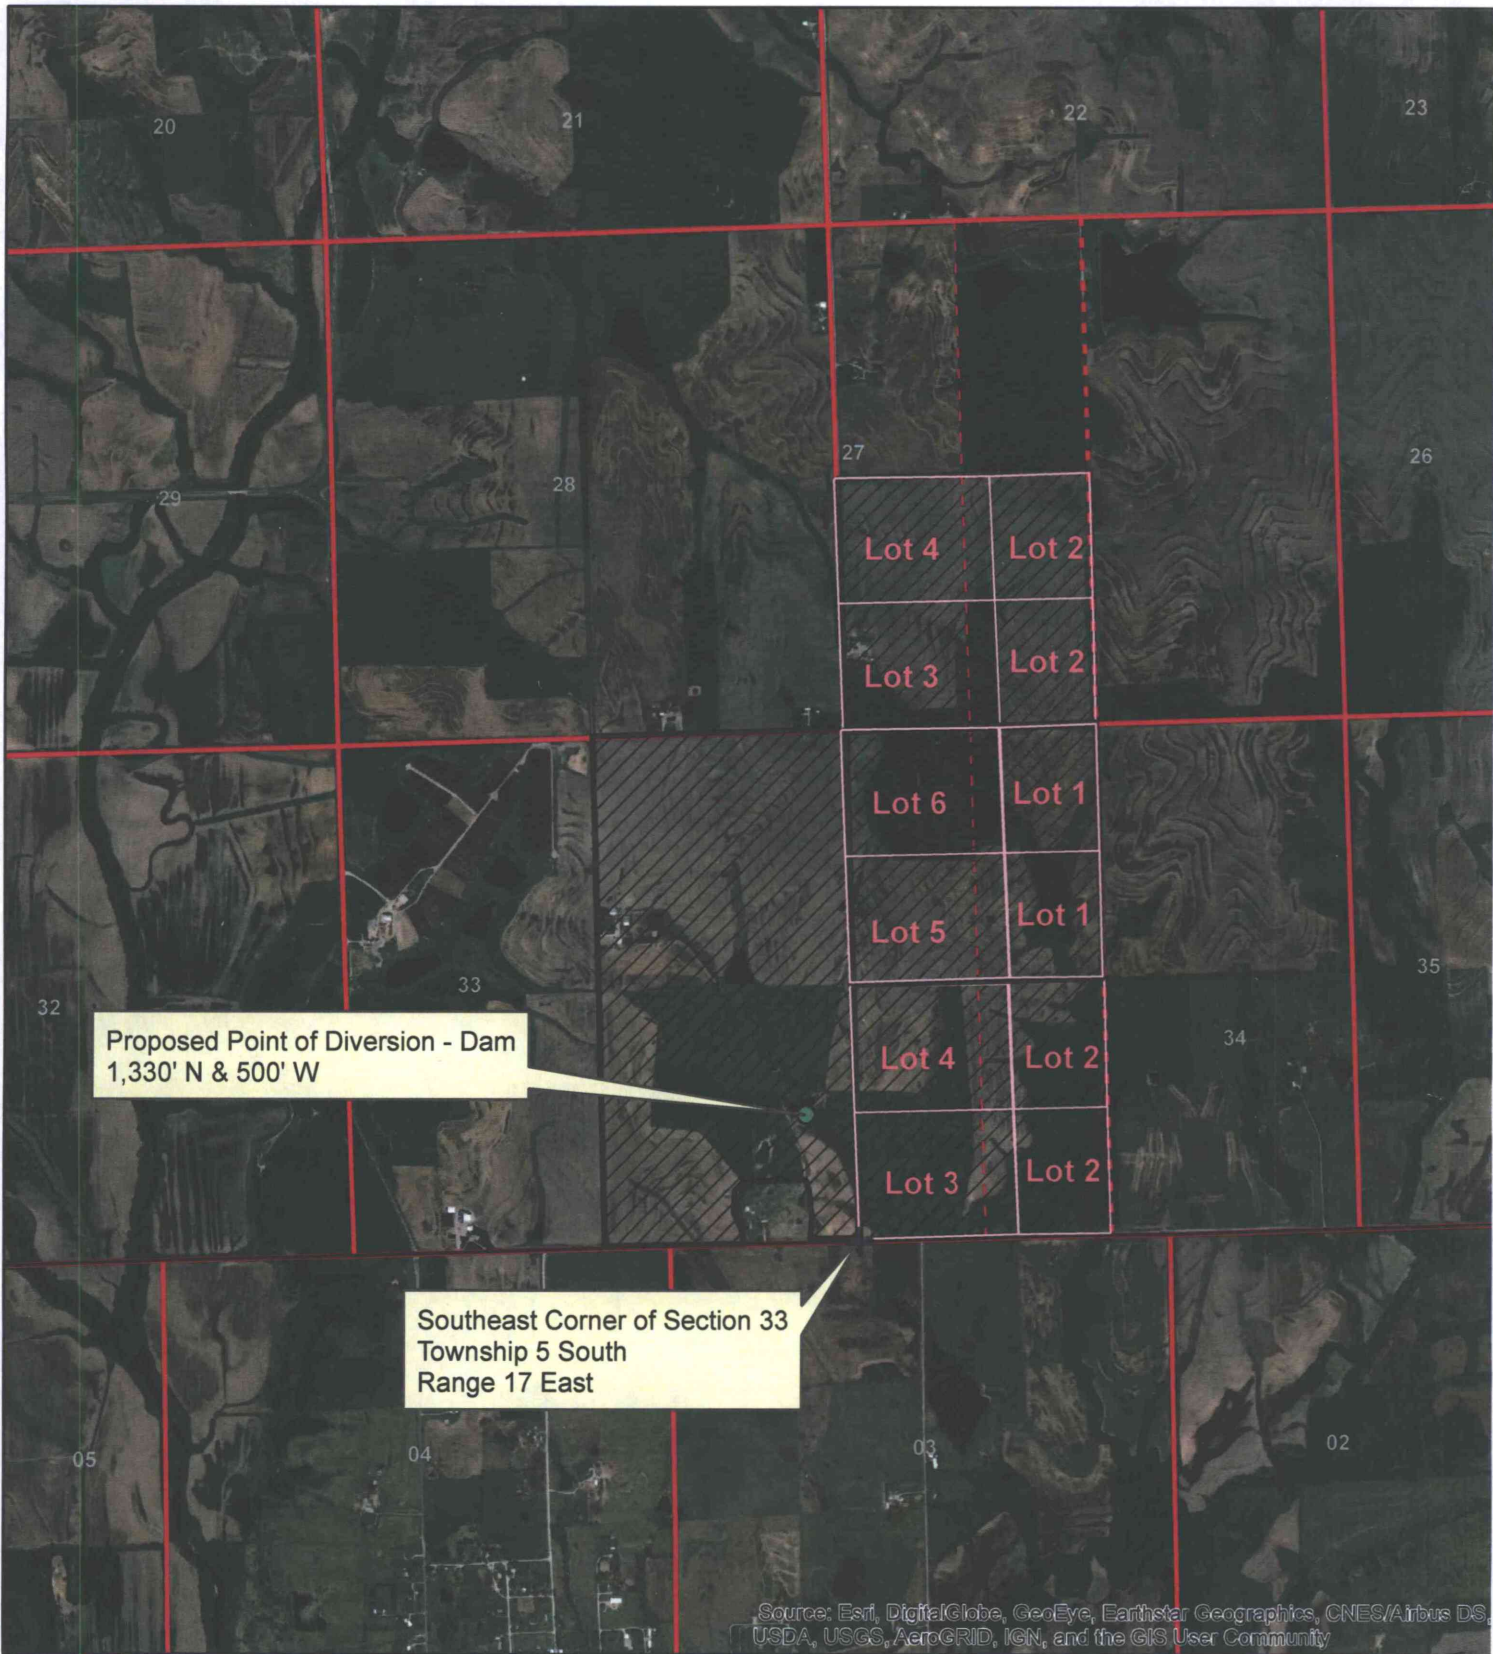 20
21
22
23
27
26
28
29
Lot 4
Lot 2
Lot 3
Lot 2
Lot 6
Lot 1
Lot 5
Lot 1
32
33
35
34
Proposed Point of Diversion - Dam
1,330' N & 500' W
Lot 4
Lot 2
Lot 3
Lot 2
Southeast Corner of Section 33
Township 5 South
Range 17 East
05
04
03
02
Source: Esri, DigitalGlobe, GeoEye, Earthstar Geographics, CNES/Airbus DS,
USDA, USGS, AeroGRID, IGN, and the GIS User Community